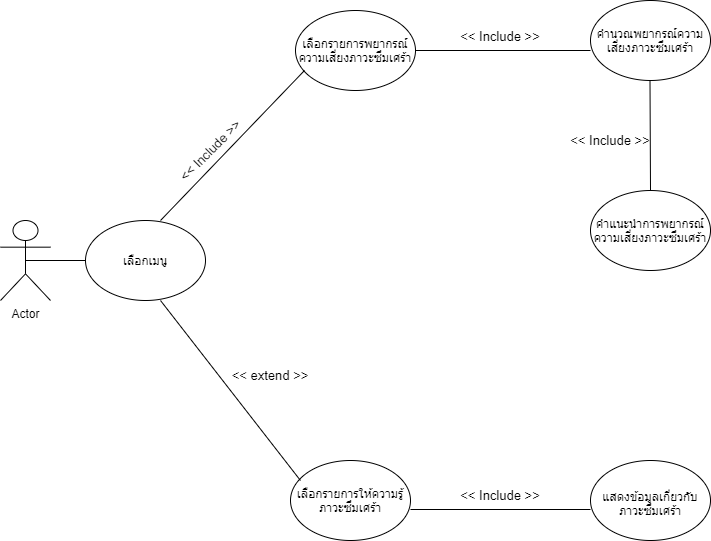 เลือกรายการพยากรณ์
ความเสี่ยงภาวะซึมเศร้า
<< Include >>
คำนวณพยากรณ์ความ
เสี่ยงภาวะซึมเศร้า
<< Include >>
<< Include >>
คำแนะนำการพยากรณ์
ความเสี่ยงภาวะซึมเศร้า
เลือกเมนู
Actor
<< extend >>
เลือกรายการให้ความรู้
ภาวะซึมเศร้า
<< Include >>
แสดงข้อมูลเกี่ยวกับ
ภาวะซึมเศร้า